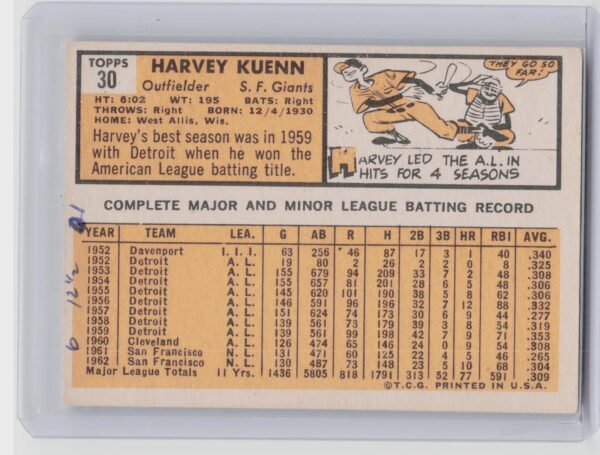 TOPPS
30
HARVEY KUENN
Outfielder S. F. Giants
HT: 6:02 WT: 195 BATS: Right
THROWS: Right BORN: 12/4/1930
HOME: West Allis, Wis.
Harvey's best season was in 1959
with Detroit when he won the
American League batting title.
THEY GO SO
FAR!
HARVEY LED THE A.L. IN
HITS FOR 4 SEASONS
COMPLETE MAJOR AND MINOR LEAGUE BATTING RECORD
YEAR TEAM LEA. G AB R H 2B 3B HR RBI AVG.
1952 Davenport I. I. I. 63 256 46 87 17 3 1 40 .340
1952 Detroit A. L. 19 80 2 26 2 0 0 8 .325
1953 Detroit A. L. 155 679 94 209 33 7 2 48 .308
1954 Detroit A. L. 155 657 81 201 28 6 5 48 .306
1955 Detroit A. L. 145 620 101 190 38 5 8 62 .306
1956 Detroit A. L. 146 591 96 196 32 7 12 88 .332
1957 Detroit A. L. 151 624 74 173 30 6 9 44 .277
1958 Detroit A. L. 139 561 73 179 39 3 8 54 .319
1959 Detroit A. L. 139 561 99 198 42 7 9 71 .353
1960 Cleveland A. L. 126 474 65 146 24 0 9 54 .308
1961 San Francisco N. L. 131 471 60 125 22 4 5 46 .265
1962 San Francisco N. L. 130 487 73 148 23 5 10 68 .304
Major League Totals 11 Yrs. 1436 5805 818 1791 313 52 77 591 .309
©T.C.G. PRINTED IN U.S.A.
6 12½